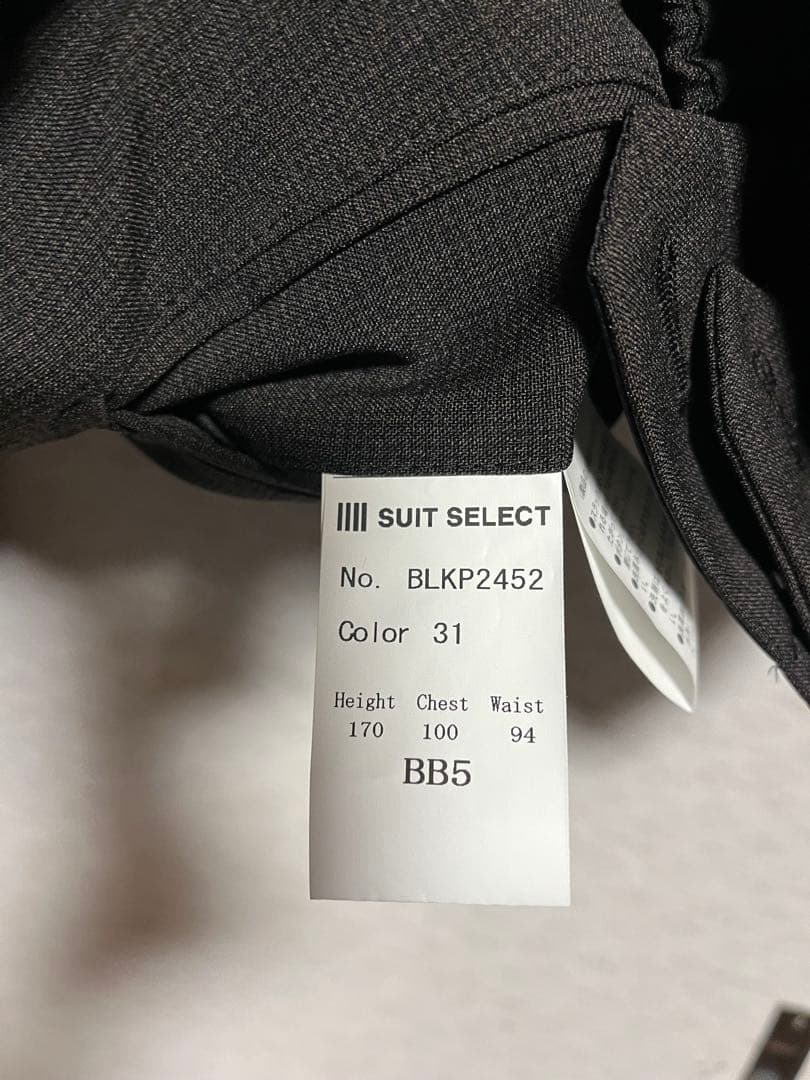 SUIT SELECT
No. BLKP2452
Color 31
Height Chest Waist
170 100 94
BB5